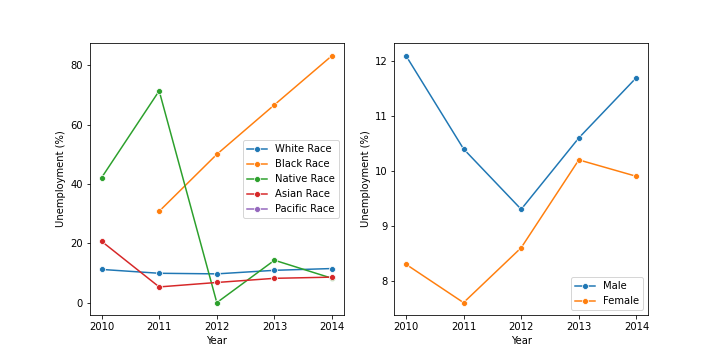 Unemployment (%)
80
60
40
20
0
2010 2011 2012 2013 2014
Year
White Race
Black Race
Native Race
Asian Race
Pacific Race
Unemployment (%)
12
11
10
9
8
2010 2011 2012 2013 2014
Year
Male
Female